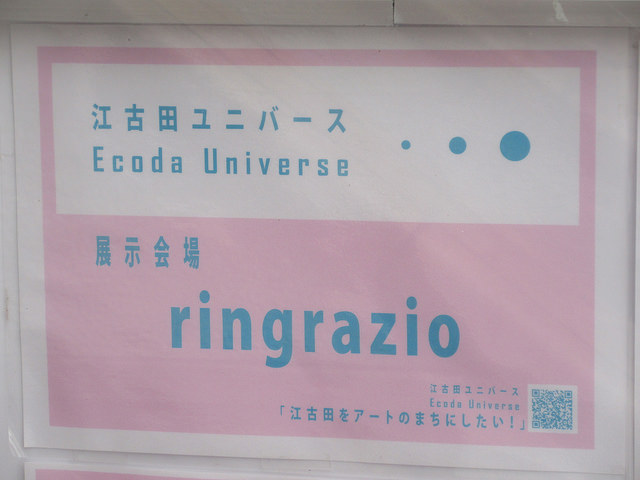 江古田ユニバース
Ecoda Universe
展示会場
ringrazio
江古田ユニバース
Ecoda Universe
「江古田をアートのまちにしたい!」